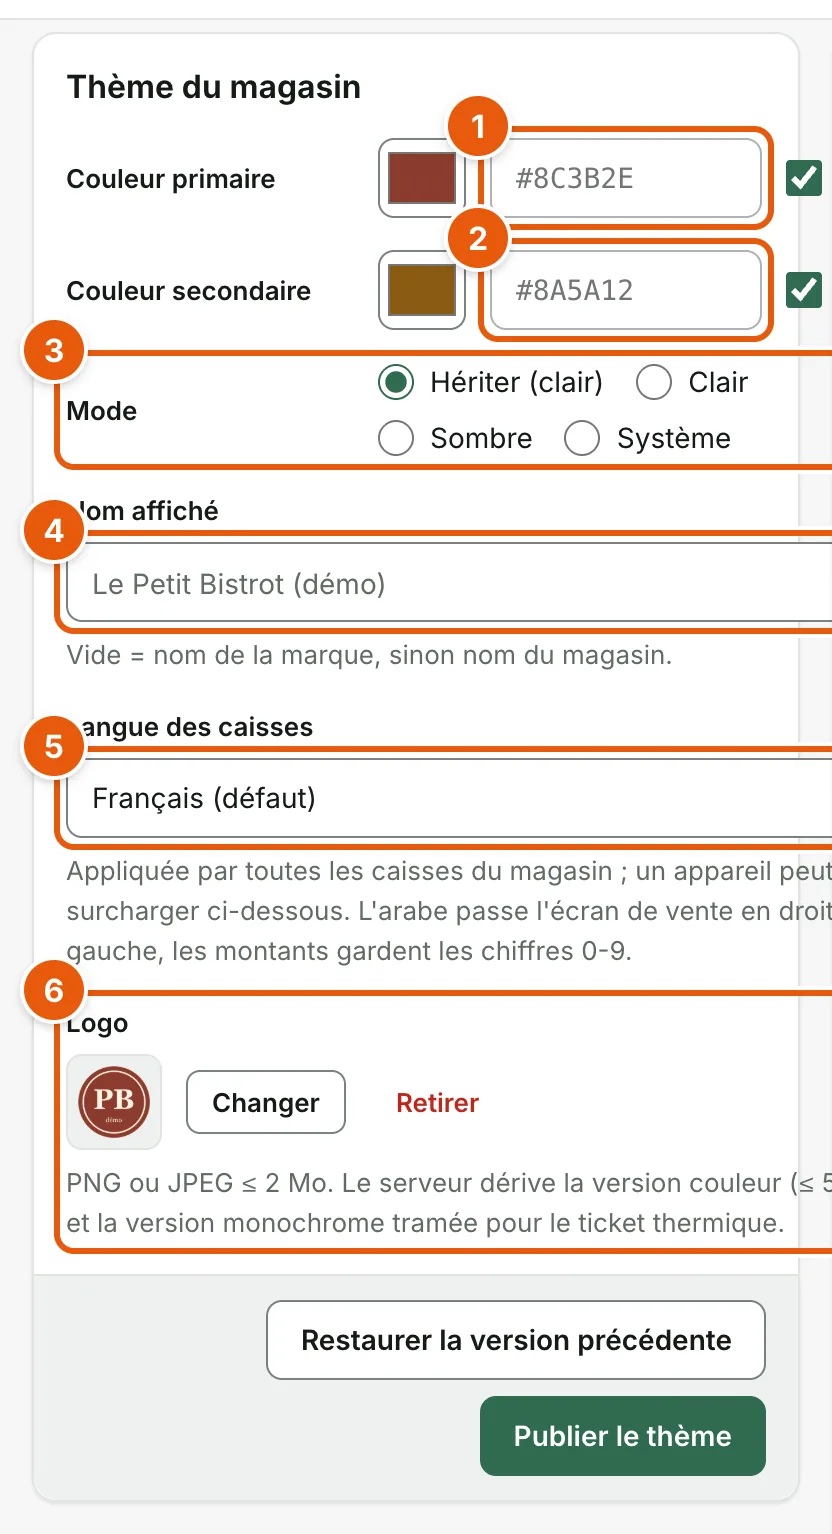 Thème du magasin
1
Couleur primaire #8C3B2E
2
Couleur secondaire #8A5A12
3
Hériter (clair) Clair
Mode
Sombre Système
4
om affiché
Le Petit Bistrot (démo)
Vide = nom de la marque, sinon nom du magasin.
5
angue des caisses
Français (défaut)
Appliquée par toutes les caisses du magasin ; un appareil peut
surcharger ci-dessous. L'arabe passe l'écran de vente en droit
gauche, les montants gardent les chiffres 0-9.
6
Logo
PB
démo
Changer Retirer
PNG ou JPEG ≤ 2 Mo. Le serveur dérive la version couleur (≤ 5
et la version monochrome tramée pour le ticket thermique.
Restaurer la version précédente
Publier le thème